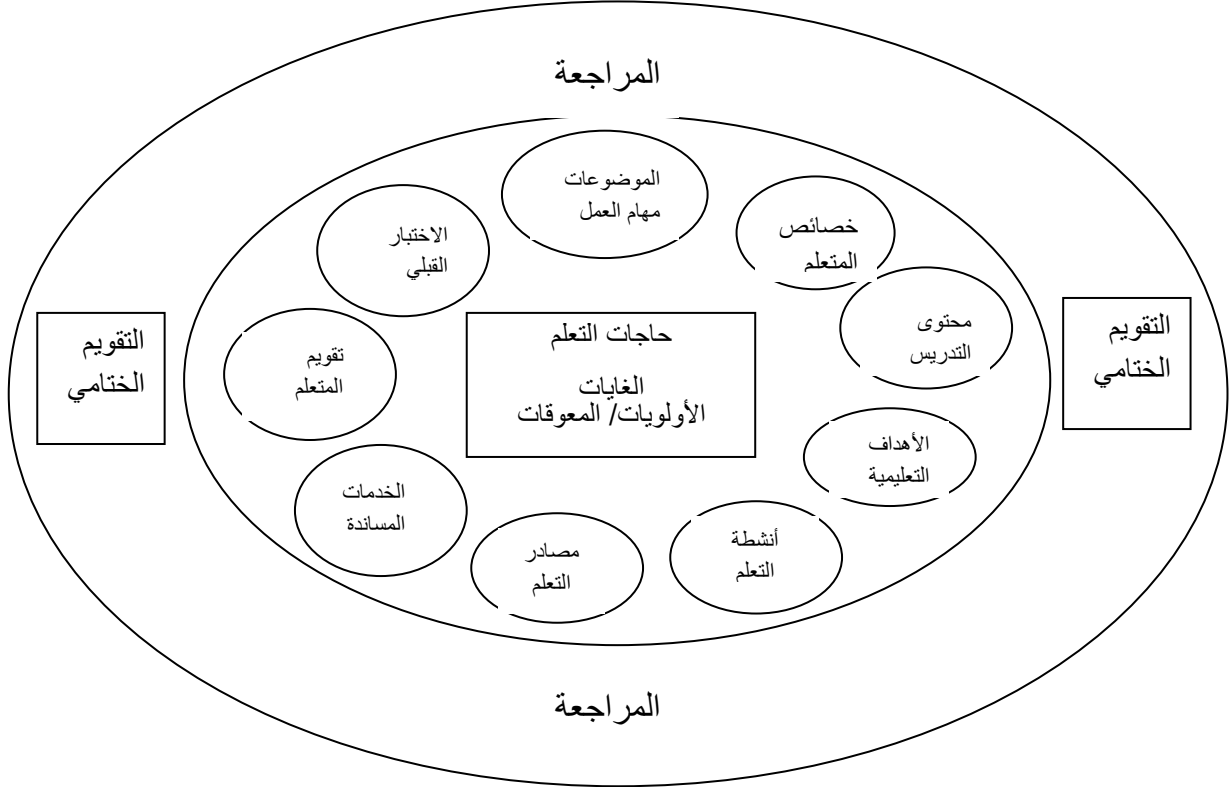 المراجعة
الموضوعات
مهام العمل
خصائص
المتعلم
الاختبار
القبلي
محتوى
التدريس
التقويم
الختامي
التقويم
الختامي
حاجات التعلم
الغايات
الأولويات/ المعوقات
تقويم
المتعلم
الأهداف
التعليمية
الخدمات
المساندة
أنشطة
التعلم
مصادر
التعلم
المراجعة